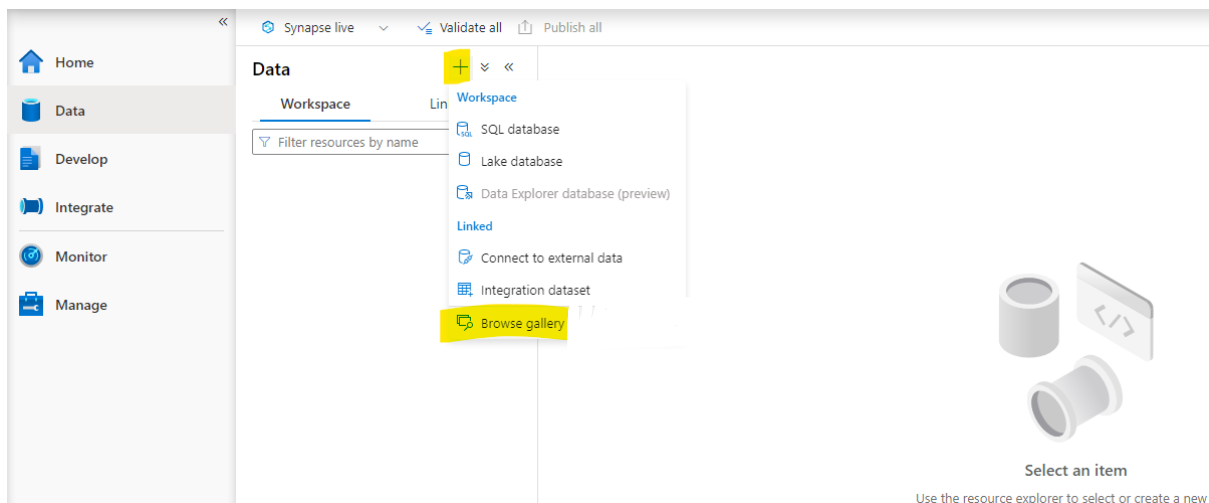 «
Synapse live
Validate all
Publish all
Home
Data
Develop
Integrate
Monitor
Manage
Data
+
«
Workspace
Lin
Filter resources by name
Workspace
SQL database
Lake database
Data Explorer database (preview)
Linked
Connect to external data
Integration dataset
Browse gallery
</>
Select an item
Use the resource explorer to select or create a new